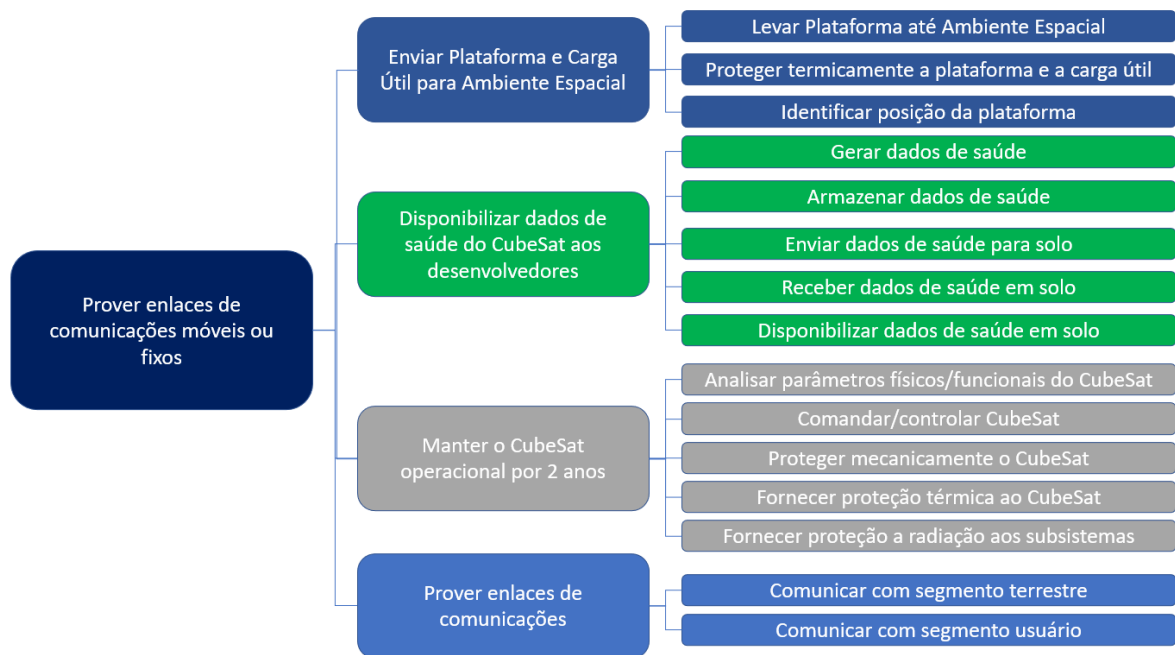 Prover enlaces de
comunicações móveis ou
fixos
Enviar Plataforma e Carga
Útil para Ambiente Espacial
Levar Plataforma até Ambiente Espacial
Proteger termicamente a plataforma e a carga útil
Identificar posição da plataforma
Disponibilizar dados de
saúde do CubeSat aos
desenvolvedores
Gerar dados de saúde
Armazenar dados de saúde
Enviar dados de saúde para solo
Receber dados de saúde em solo
Disponibilizar dados de saúde em solo
Manter o CubeSat
operacional por 2 anos
Analisar parâmetros físicos/funcionais do CubeSat
Comandar/controlar CubeSat
Proteger mecanicamente o CubeSat
Fornecer proteção térmica ao CubeSat
Fornecer proteção a radiação aos subsistemas
Prover enlaces de
comunicações
Comunicar com segmento terrestre
Comunicar com segmento usuário